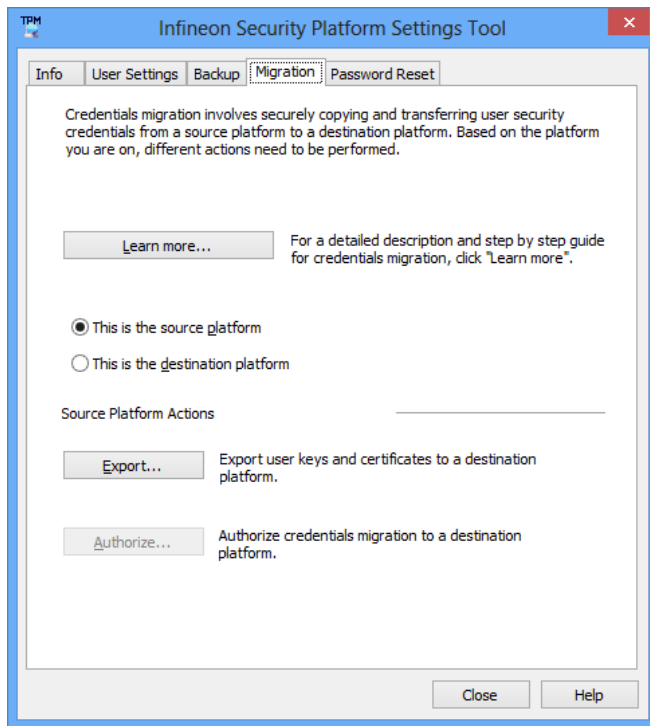 TPM
Infineon Security Platform Settings Tool
Info User Settings Backup Migration Password Reset
Credentials migration involves securely copying and transferring user security
credentials from a source platform to a destination platform. Based on the platform
you are on, different actions need to be performed.
Learn more...
For a detailed description and step by step guide
for credentials migration, click "Learn more".
This is the source platform
This is the destination platform
Source Platform Actions
Export...
Export user keys and certificates to a destination
platform.
Authorize...
Authorize credentials migration to a destination
platform.
Close Help